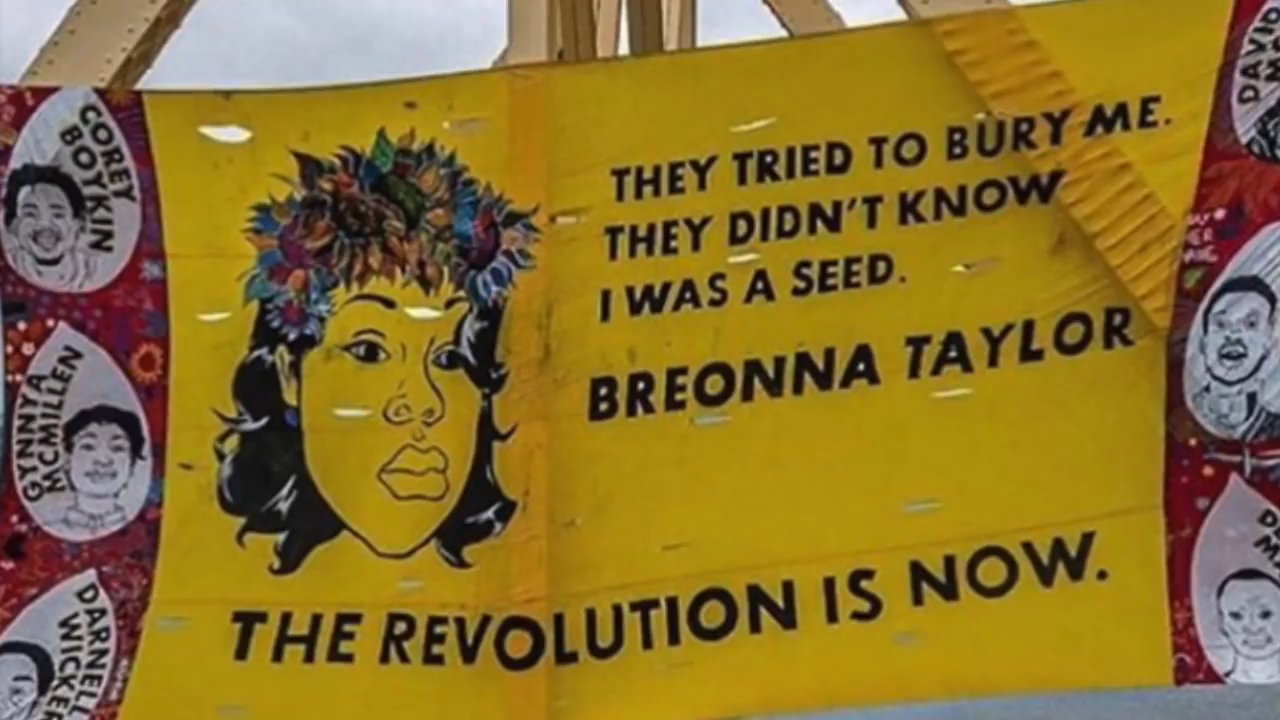 COREY
BOYKIN
GYNNYA
MCMILLEN
DARNELL
THEY TRIED TO BURY ME.
THEY DIDN'T KNOW
I WAS A SEED.
BREONNA TAYLOR
THE REVOLUTION IS NOW.
DAVID